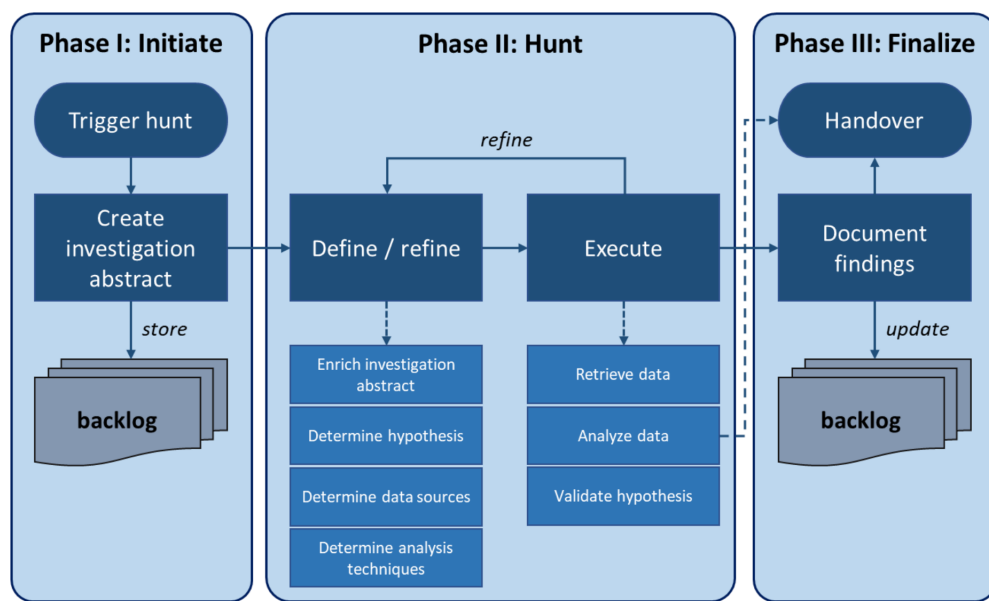 Phase I: Initiate
Trigger hunt
Create
investigation
abstract
store
backlog
Phase II: Hunt
refine
Define / refine
Execute
Enrich investigation
abstract
Determine hypothesis
Determine data sources
Determine analysis
techniques
Retrieve data
Analyze data
Validate hypothesis
Phase III: Finalize
Handover
Document
findings
update
backlog